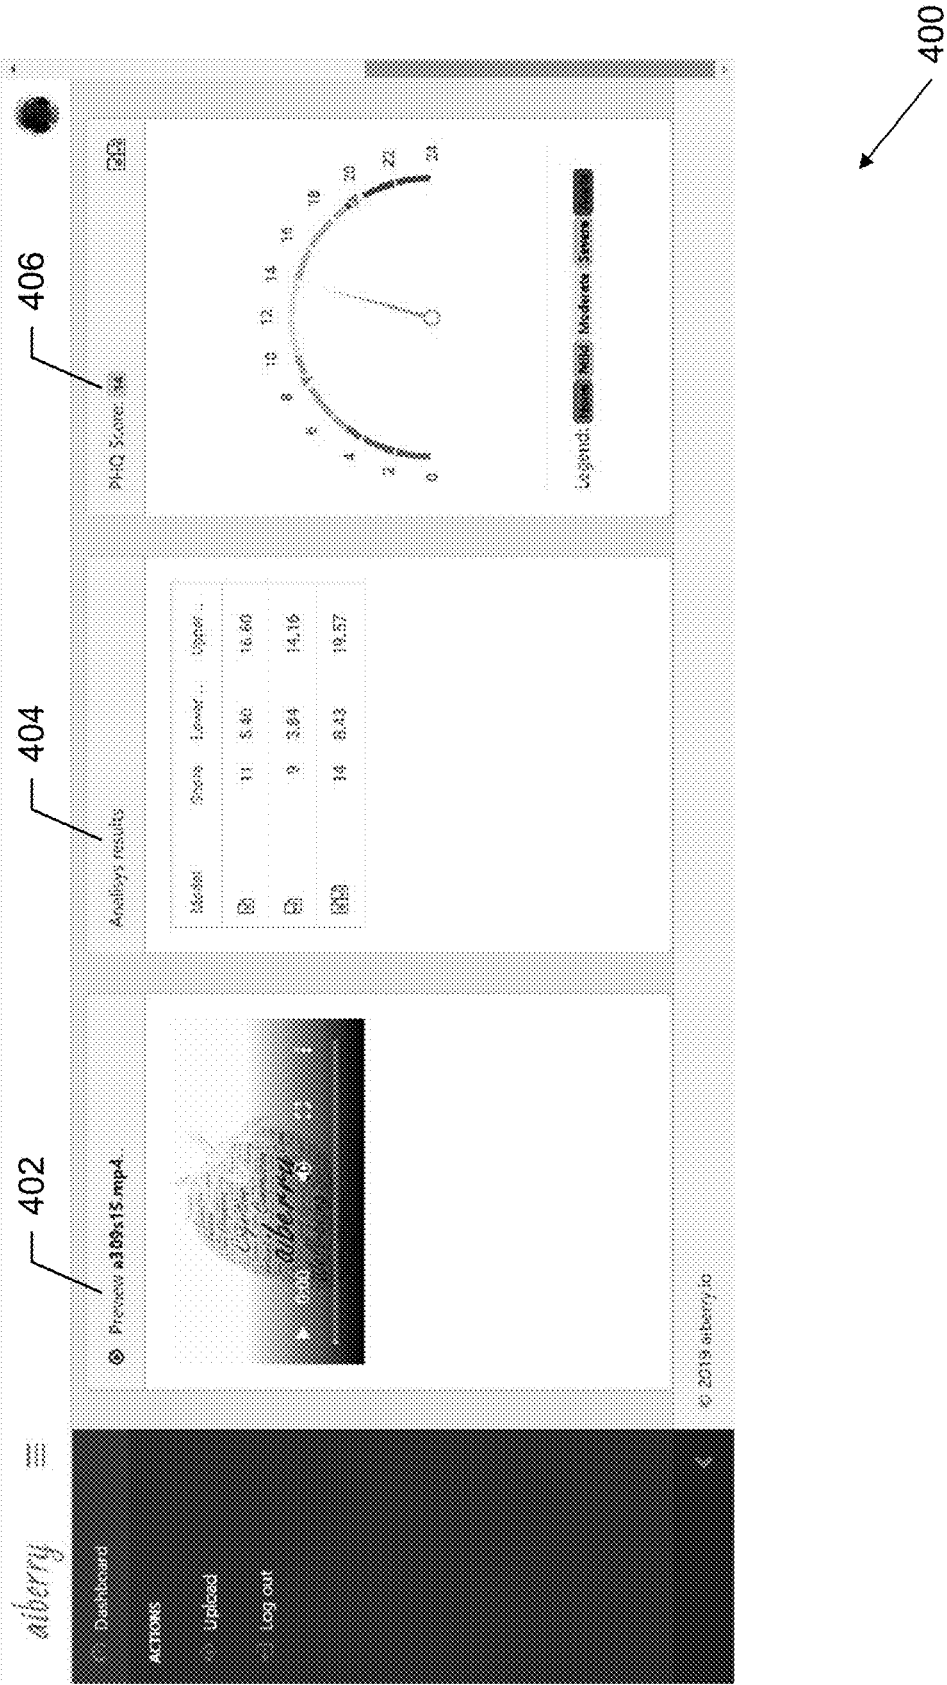 400
402
404
406
aiberry
Dashboard
ACTIONS
Upload
Log out
Preview a309s15.mp4
aiberry
Analisys results
Model Score Lower... Upper...
11 5.40 16.60
9 3.84 14.16
14 8.43 19.57
PHQ Score: 14
0 2 4 6 8 10 12 14 16 18 20 22 23
Legend: None Mild Moderate Severe
© 2019 aiberry.io